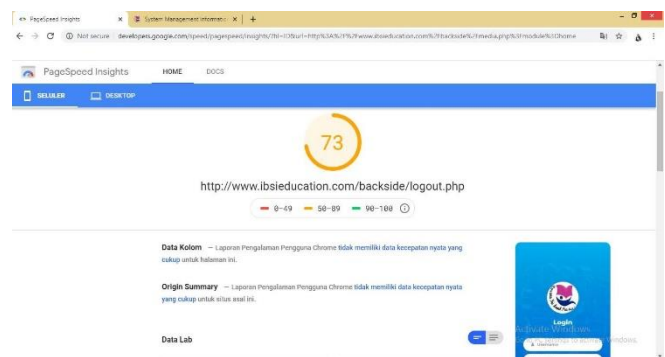 PageSpeed Insights
System Management Informatic
Not secure
PageSpeed Insights
HOME
DOCS
SELULER
DESKTOP
73
http://www.ibsieducation.com/backside/logout.php
0-49
50-89
90-100
Data Kolom — Laporan Pengalaman Pengguna Chrome tidak memiliki data kecepatan nyata yang
cukup untuk halaman ini.
Origin Summary — Laporan Pengalaman Pengguna Chrome tidak memiliki data kecepatan nyata
yang cukup untuk situs asal ini.
Data Lab
Login
Activate Windows